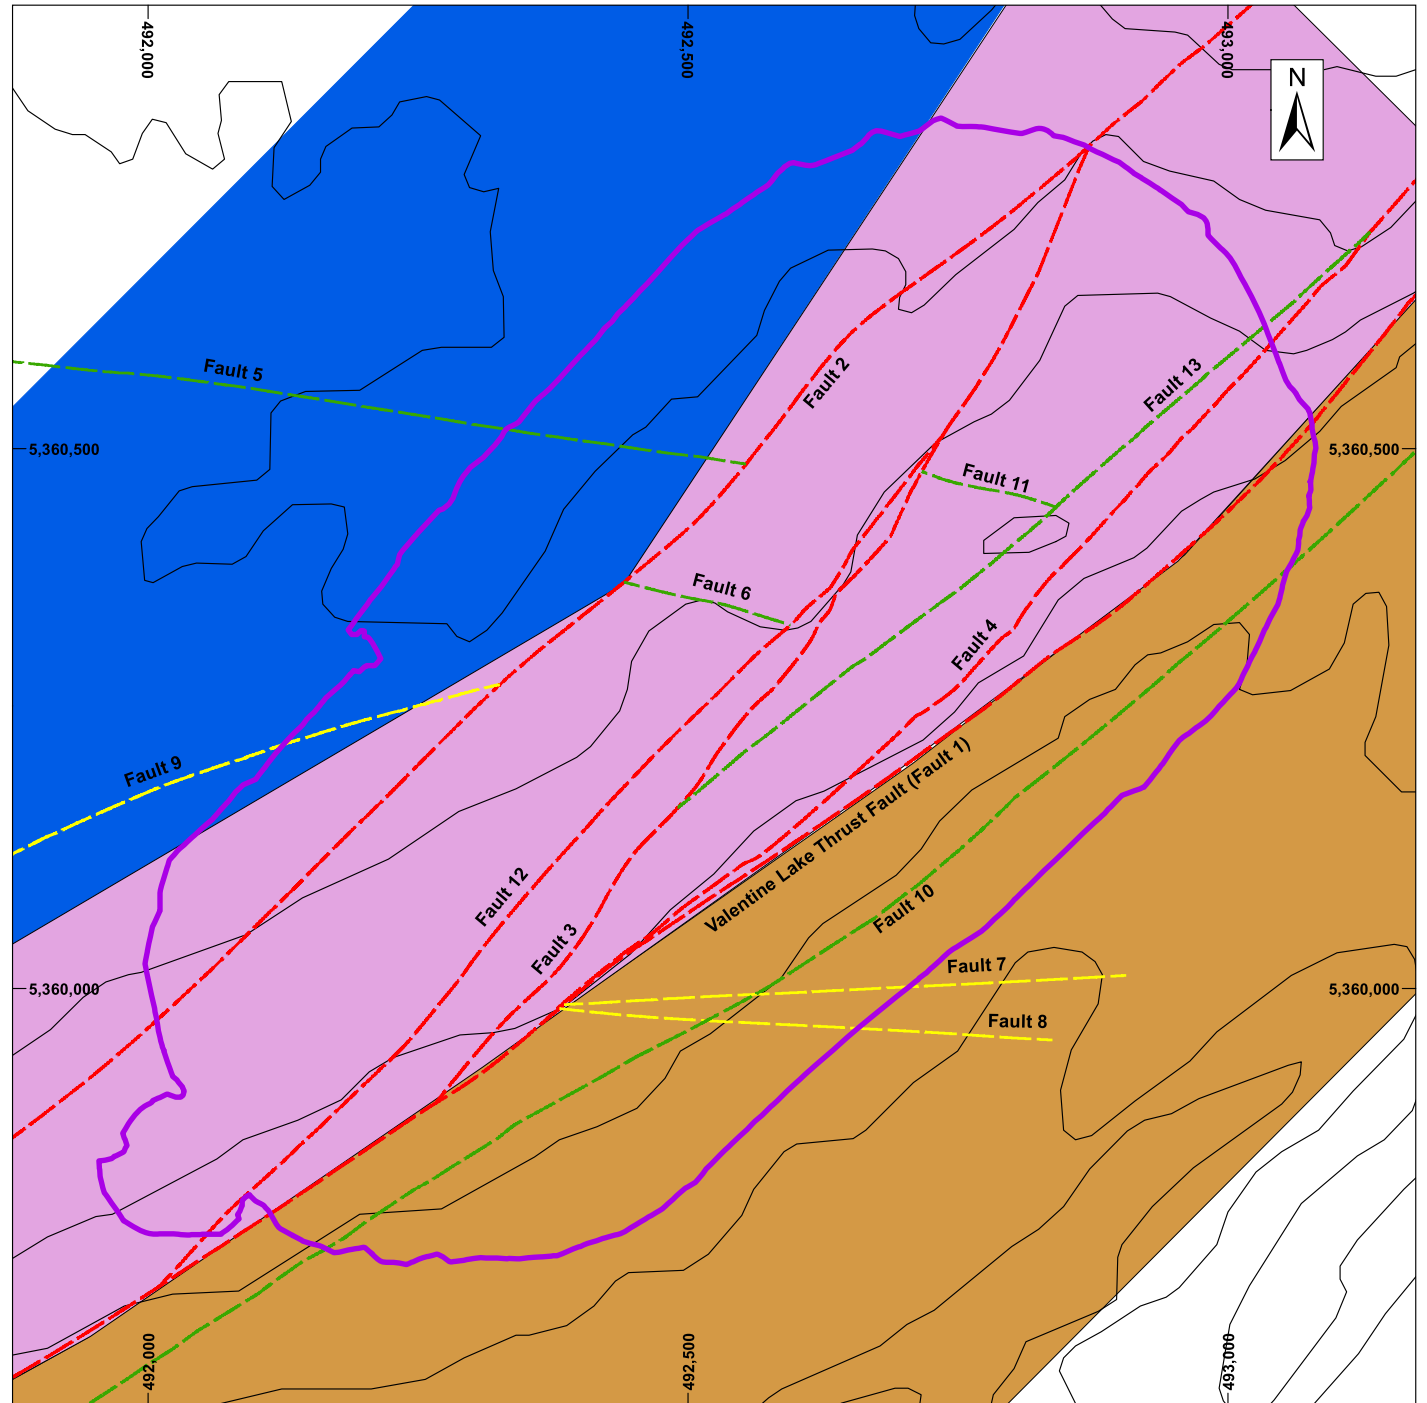 492,000
492,500
493,000
N
Fault 5
Fault 2
Fault 13
5,360,500
5,360,500
Fault 11
Fault 6
Fault 4
Fault 9
Valentine Lake Thrust Fault (Fault 1)
Fault 12
Fault 10
Fault 3
Fault 7
5,360,000
5,360,000
Fault 8
492,000
492,500
493,000